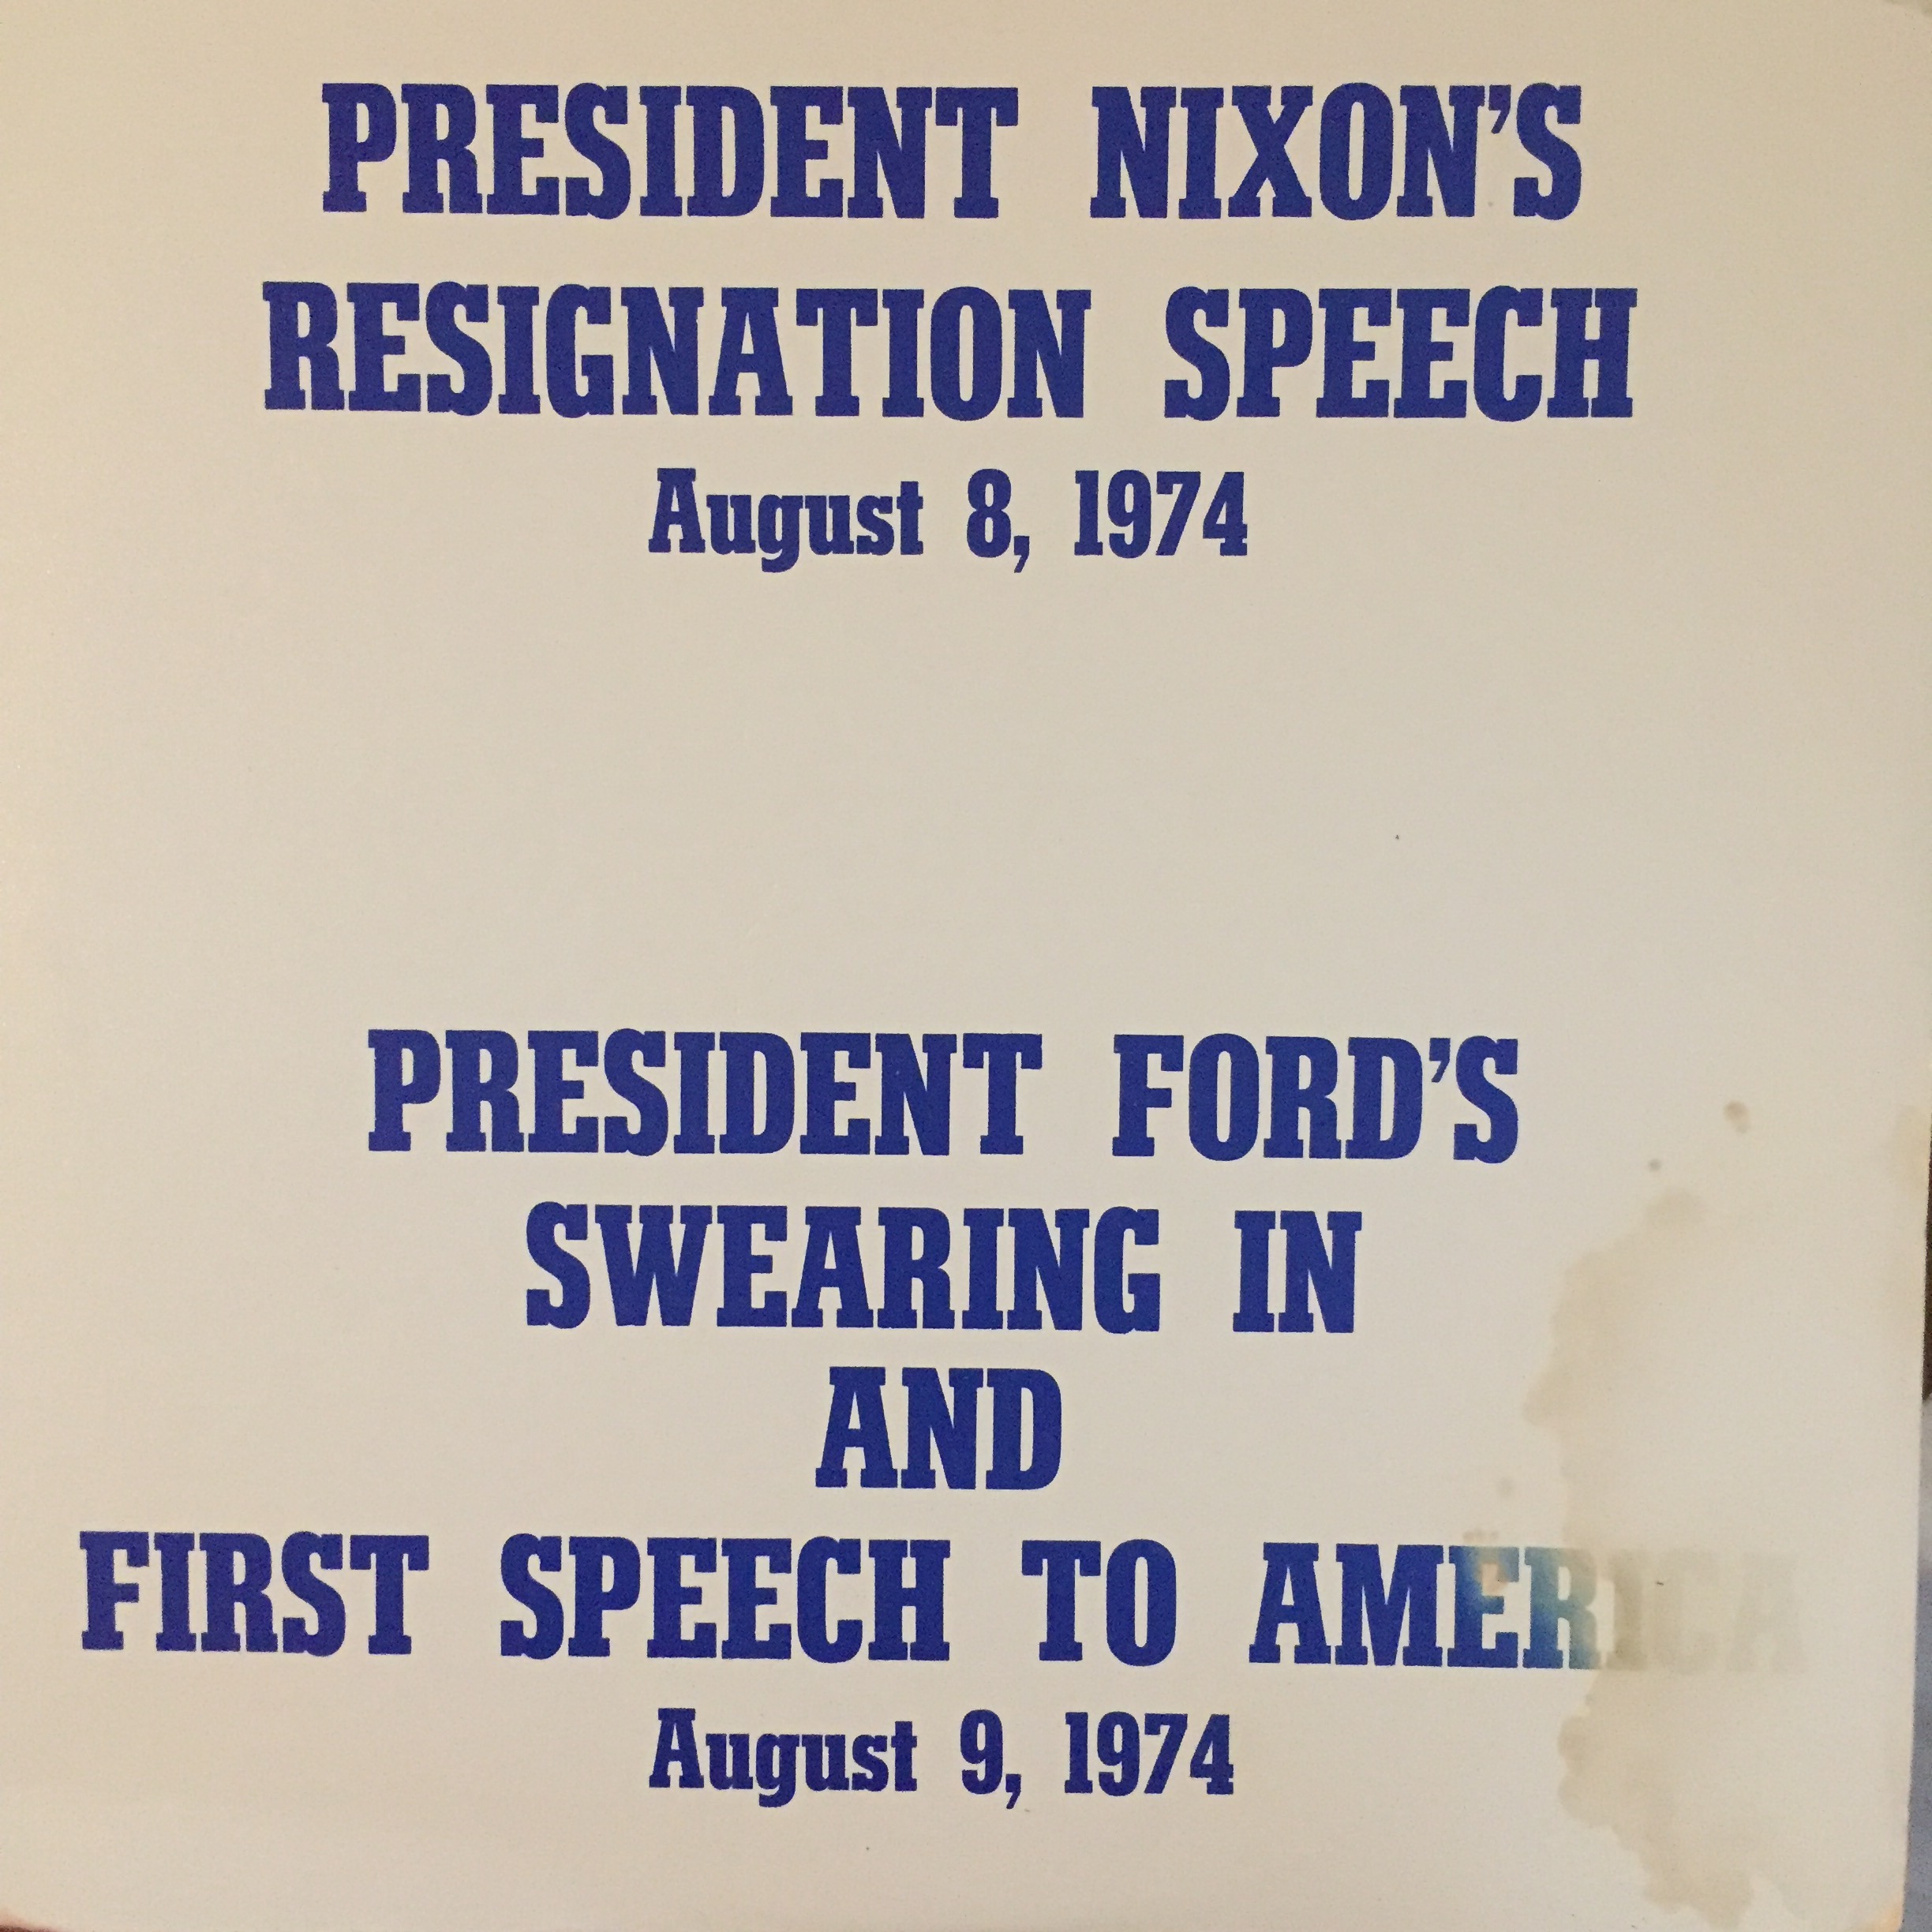 PRESIDENT NIXON'S
RESIGNATION SPEECH
August 8, 1974
PRESIDENT FORD'S
SWEARING IN
AND
FIRST SPEECH TO AMERICA
August 9, 1974